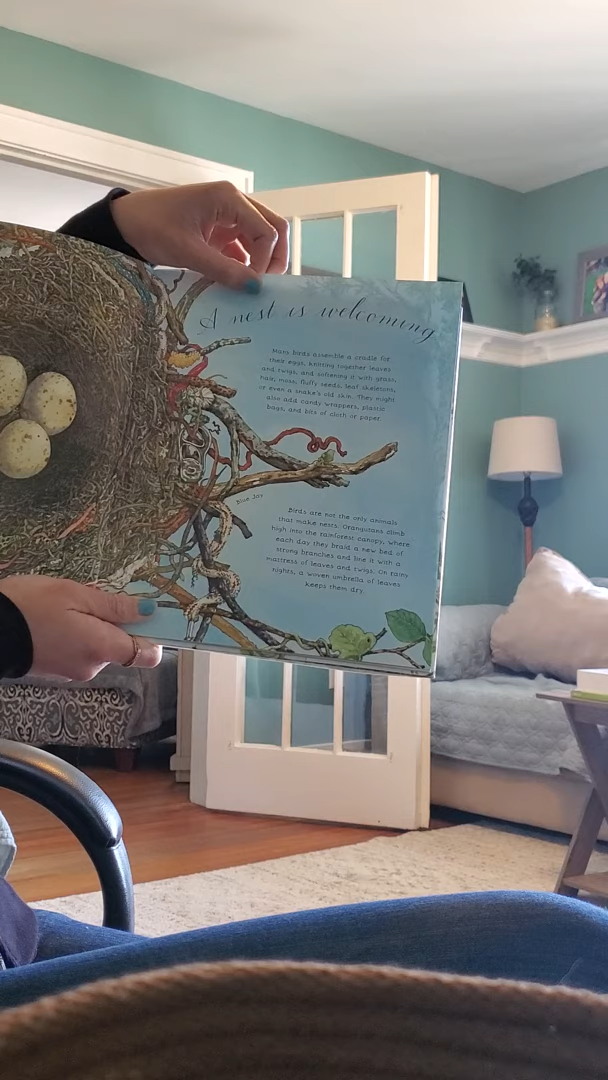 A nest is welcoming
Many birds assemble a cradle for
their eggs, knitting together leaves
and twigs, and softening it with grass,
hair, moss, fluffy seeds, leaf skeletons,
or even a snake's old skin. They might
also add candy wrappers, plastic
bags, and bits of cloth or paper.
Blue Jay
Birds are not the only animals
that make nests. Orangutans climb
high into the rainforest canopy, where
each day they braid a new bed of
strong branches and line it with a
mattress of leaves and twigs. On rainy
nights, a woven umbrella of leaves
keeps them dry.